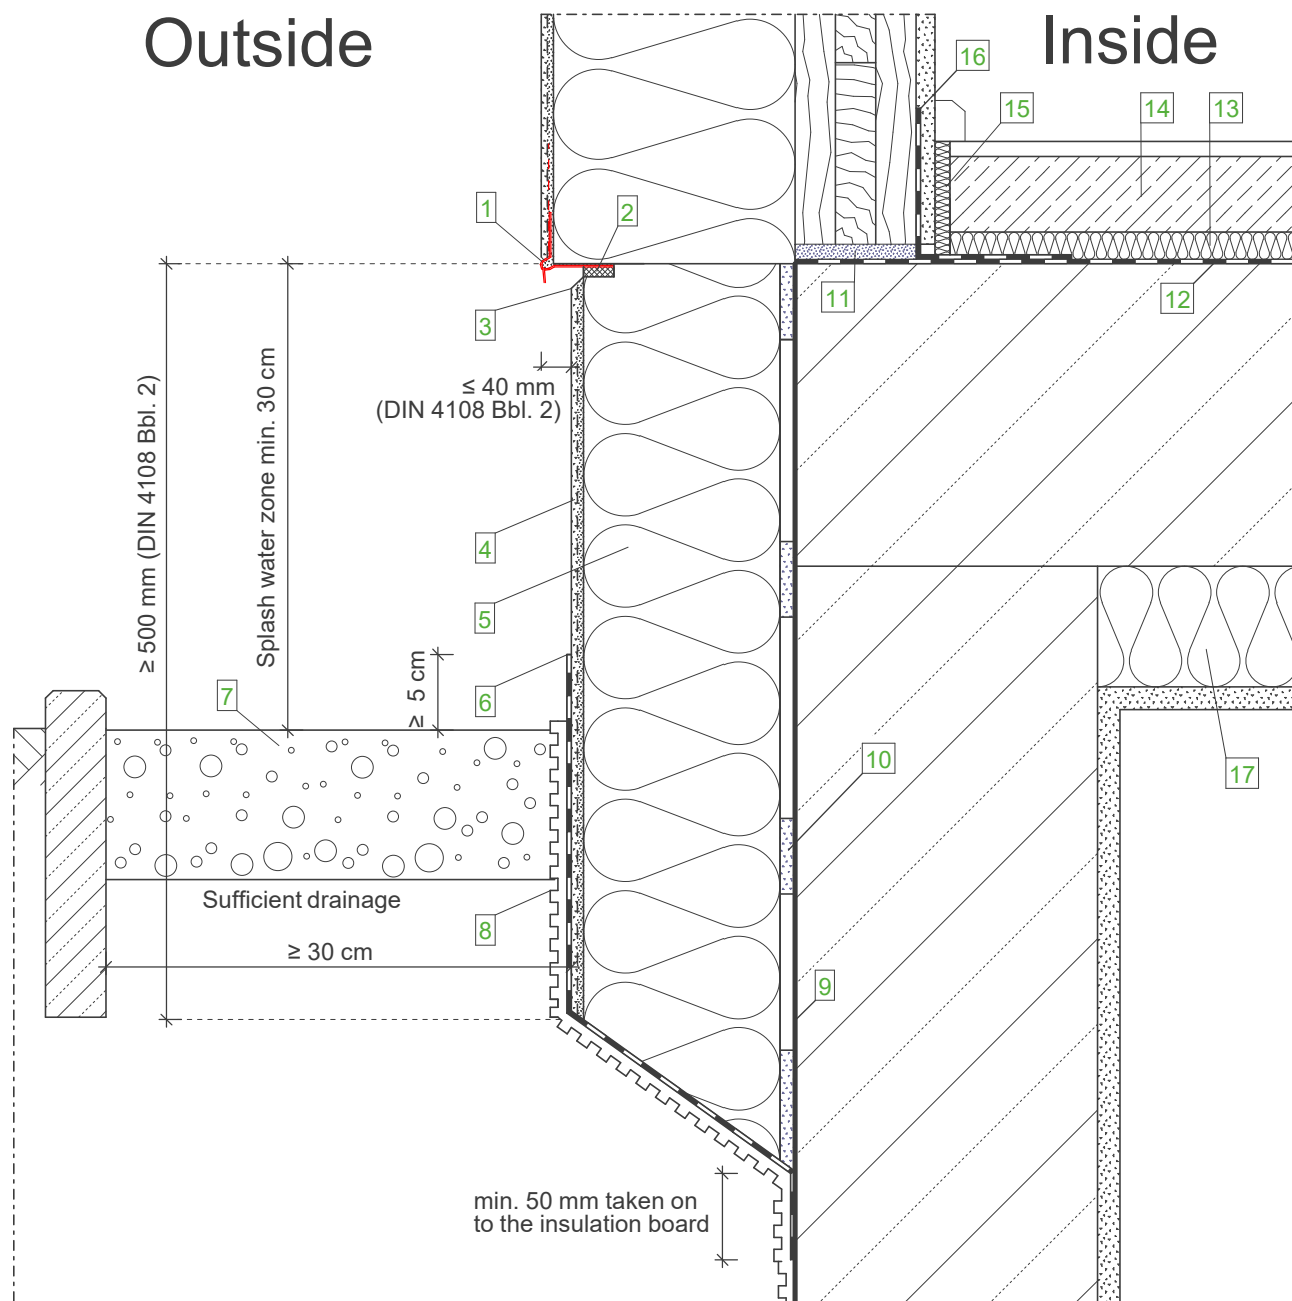 Outside
Inside
16
15
14
13
1
2
3
11
12
≤ 40 mm
(DIN 4108 Bbl. 2)
≥ 500 mm (DIN 4108 Bbl. 2)
Splash water zone min. 30 cm
4
5
≥ 5 cm
6
7
10
17
Sufficient drainage
8
≥ 30 cm
9
min. 50 mm taken on
to the insulation board